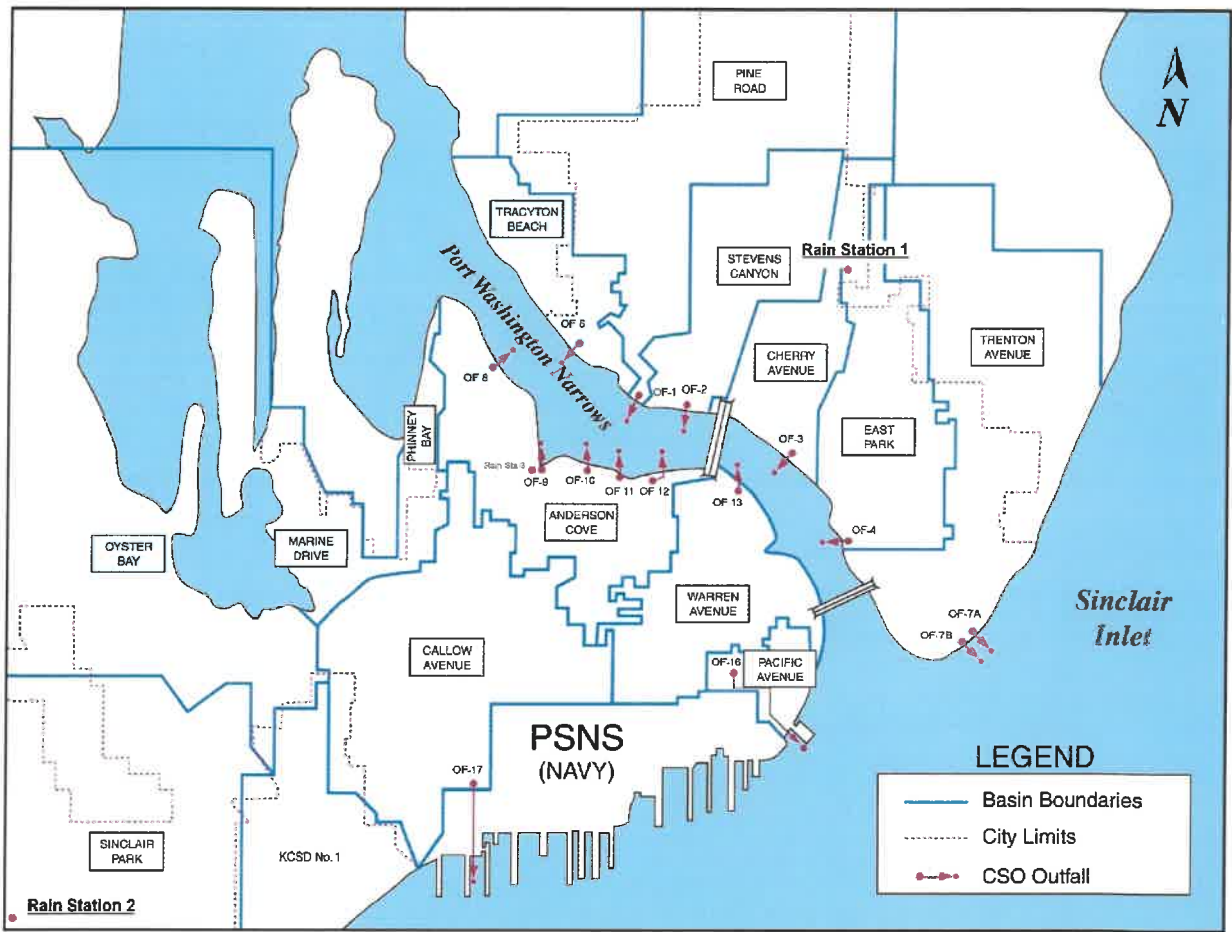 PINE
ROAD
N
TRACYTON
BEACH
STEVENS
CANYON
Rain Station 1
Port Washington Narrows
OF 6
OF 8
CHERRY
AVENUE
TRENTON
AVENUE
OF-1
OF-2
PHINNEY
BAY
EAST
PARK
OF-3
Rain Sta 3
OF-9
OF-10
OF 11
OF 12
OF 13
ANDERSON
COVE
OYSTER
BAY
MARINE
DRIVE
OF-4
WARREN
AVENUE
Sinclair
Inlet
OF-7A
OF-7B
CALLOW
AVENUE
OF-16
PACIFIC
AVENUE
PSNS
(NAVY)
OF-17
SINCLAIR
PARK
KCSD No. 1
Rain Station 2
LEGEND
Basin Boundaries
City Limits
CSO Outfall